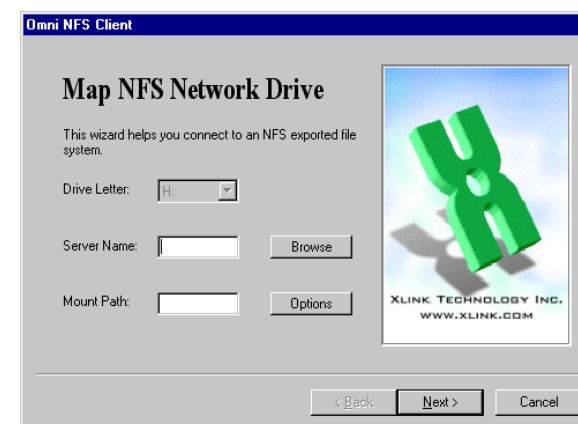 Omni NFS Client
Map NFS Network Drive
This wizard helps you connect to an NFS exported file
system.
Drive Letter: H:
Server Name: Browse
Mount Path: Options
XLINK TECHNOLOGY INC.
WWW.XLINK.COM
< Back Next > Cancel